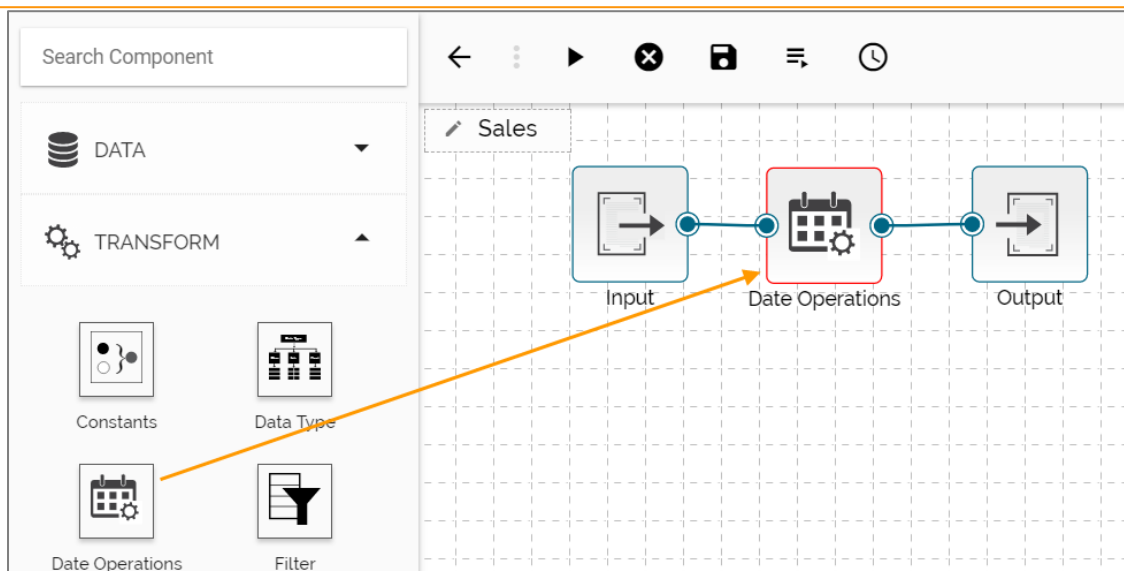 Search Component
DATA
TRANSFORM
Constants
Data Type
Date Operations
Filter
Sales
Input
Date Operations
Output